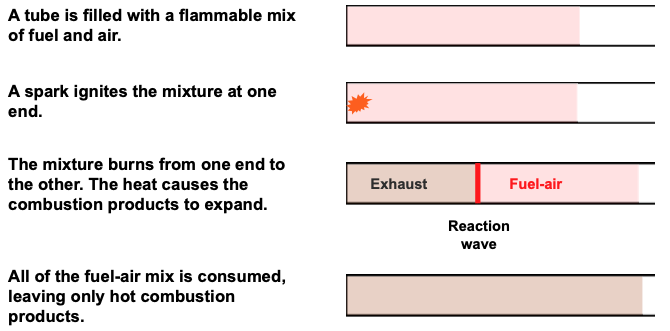 A tube is filled with a flammable mix
of fuel and air.
A spark ignites the mixture at one
end.
The mixture burns from one end to
the other. The heat causes the
combustion products to expand.
Exhaust
Fuel-air
Reaction
wave
All of the fuel-air mix is consumed,
leaving only hot combustion
products.